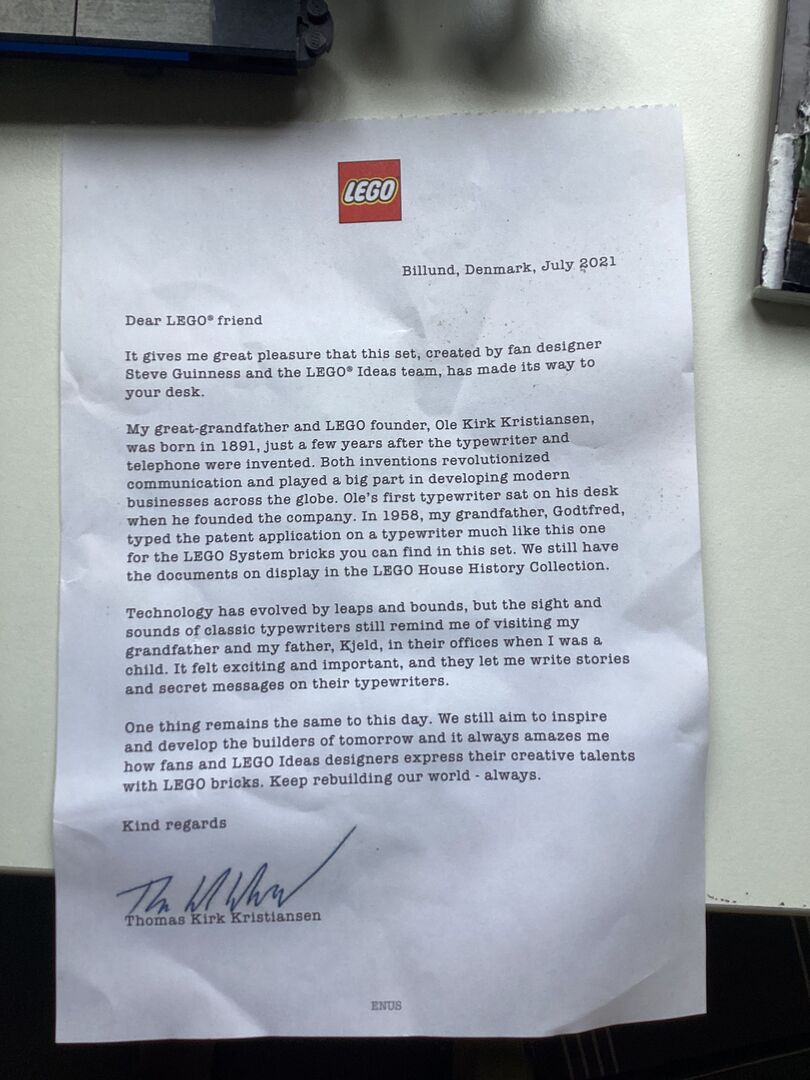 LEGO
Billund, Denmark, July 2021
Dear LEGO® friend
It gives me great pleasure that this set, created by fan designer
Steve Guinness and the LEGO® Ideas team, has made its way to
your desk.
My great-grandfather and LEGO founder, Ole Kirk Kristiansen,
was born in 1891, just a few years after the typewriter and
telephone were invented. Both inventions revolutionized
communication and played a big part in developing modern
businesses across the globe. Ole's first typewriter sat on his desk
when he founded the company. In 1958, my grandfather, Godtfred,
typed the patent application on a typewriter much like this one
for the LEGO System bricks you can find in this set. We still have
the documents on display in the LEGO House History Collection.
Technology has evolved by leaps and bounds, but the sight and
sounds of classic typewriters still remind me of visiting my
grandfather and my father, Kjeld, in their offices when I was a
child. It felt exciting and important, and they let me write stories
and secret messages on their typewriters.
One thing remains the same to this day. We still aim to inspire
and develop the builders of tomorrow and it always amazes me
how fans and LEGO Ideas designers express their creative talents
with LEGO bricks. Keep rebuilding our world - always.
Kind regards
Thomas Kirk Kristiansen
ENUS